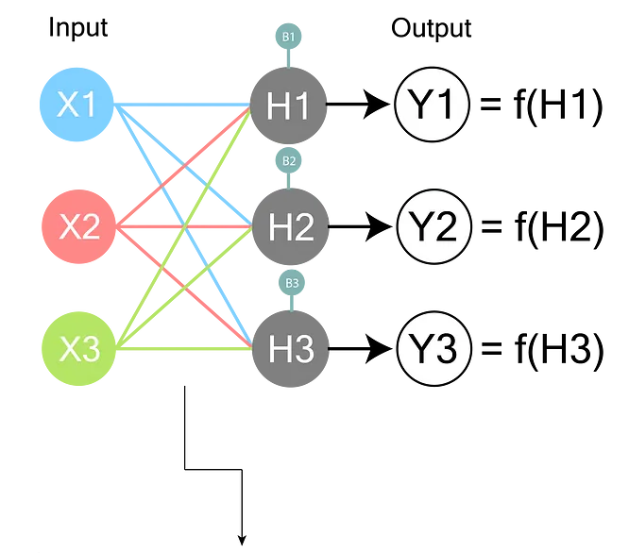 Input
Output
B1
X1
H1
Y1 = f(H1)
B2
X2
H2
Y2 = f(H2)
B3
X3
H3
Y3 = f(H3)